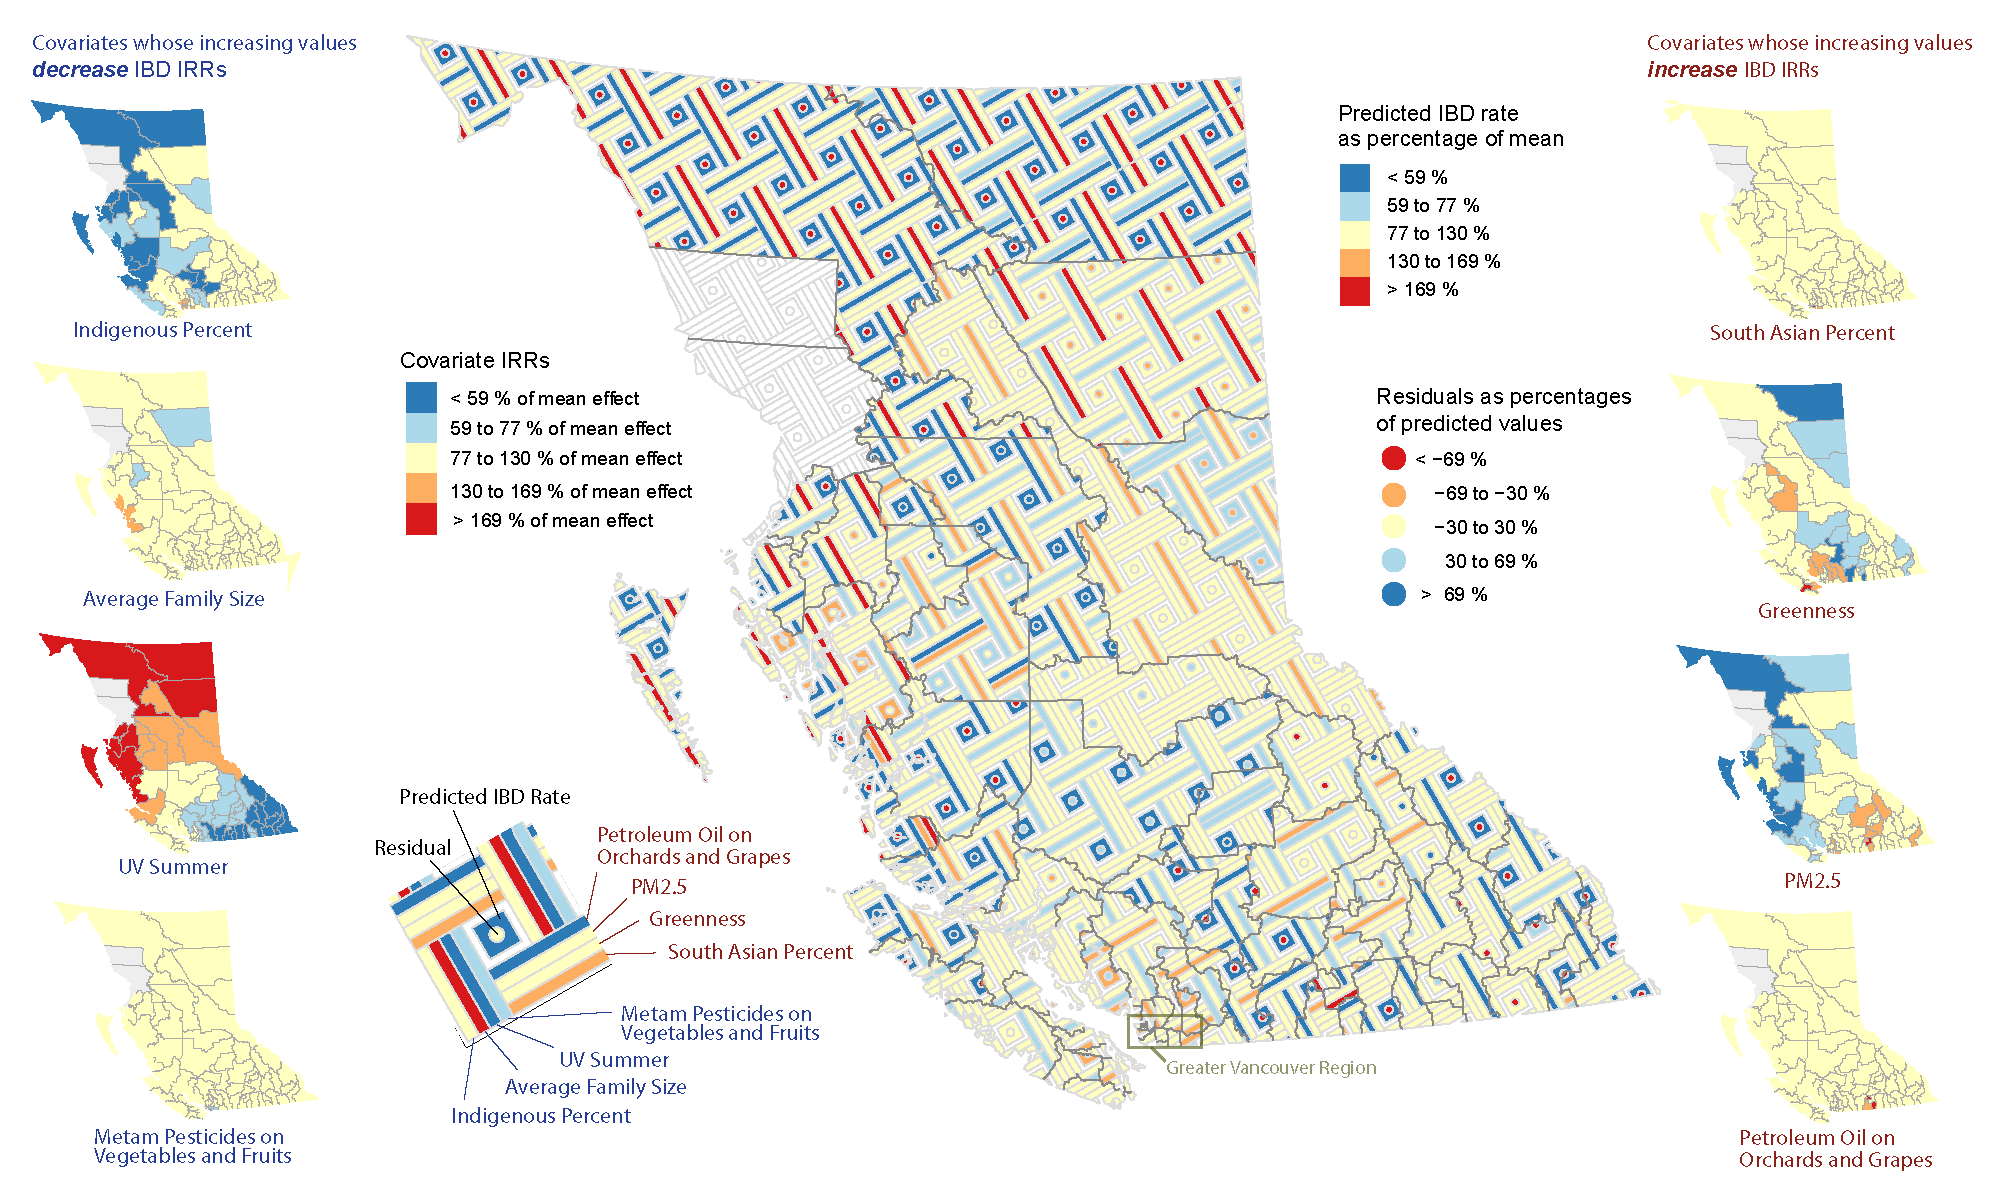 Covariates whose increasing values
decrease IBD IRRs
Indigenous Percent
Average Family Size
UV Summer
Metam Pesticides on
Vegetables and Fruits
Covariate IRRs
< 59 % of mean effect
59 to 77 % of mean effect
77 to 130 % of mean effect
130 to 169 % of mean effect
> 169 % of mean effect
Predicted IBD Rate
Residual
Petroleum Oil on
Orchards and Grapes
PM2.5
Greenness
South Asian Percent
Metam Pesticides on
Vegetables and Fruits
UV Summer
Average Family Size
Indigenous Percent
Greater Vancouver Region
Predicted IBD rate
as percentage of mean
< 59 %
59 to 77 %
77 to 130 %
130 to 169 %
> 169 %
Residuals as percentages
of predicted values
< −69 %
−69 to −30 %
−30 to 30 %
30 to 69 %
> 69 %
Covariates whose increasing values
increase IBD IRRs
South Asian Percent
Greenness
PM2.5
Petroleum Oil on
Orchards and Grapes